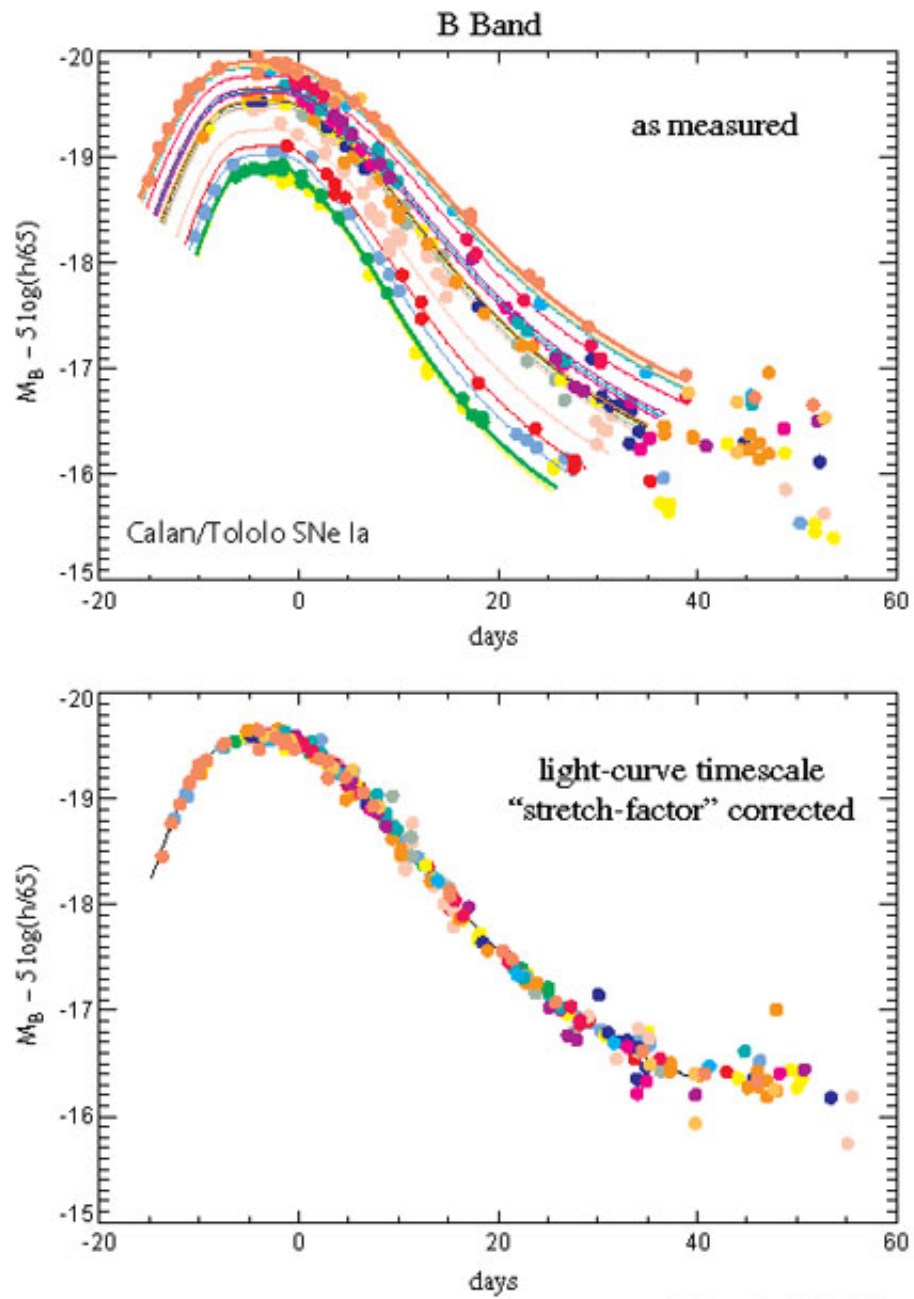 B Band
-20
-19
-18
-17
-16
-15
M_B – 5 log(h/65)
as measured
Calan/Tololo SNe Ia
-20 0 20 40 60
days
-20
-19
-18
-17
-16
-15
M_B – 5 log(h/65)
light-curve timescale
“stretch-factor” corrected
-20 0 20 40 60
days